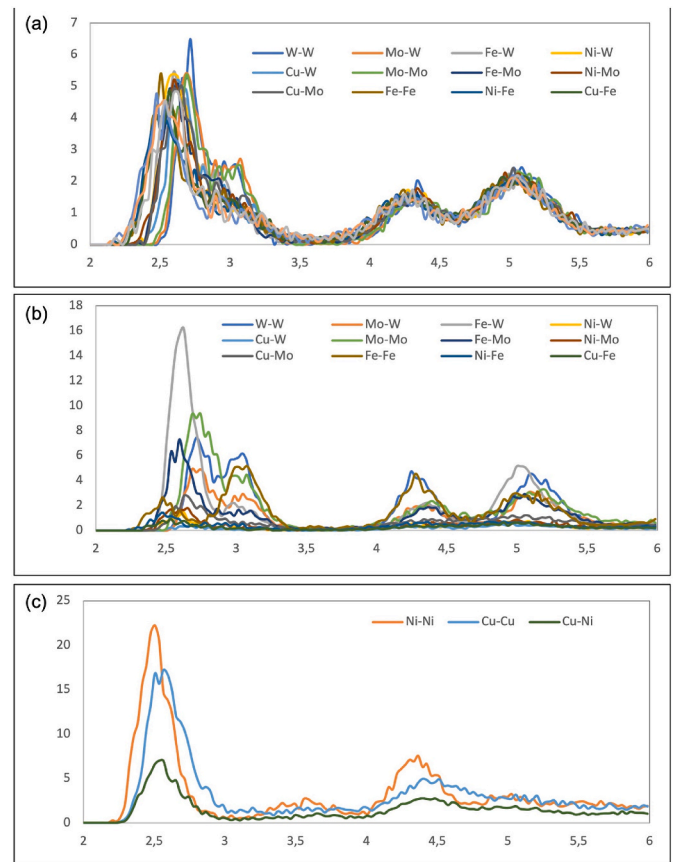 (a)
7
6
5
4
3
2
1
0
W-W Mo-W Fe-W Ni-W
Cu-W Mo-Mo Fe-Mo Ni-Mo
Cu-Mo Fe-Fe Ni-Fe Cu-Fe
2 2,5 3 3,5 4 4,5 5 5,5 6
(b)
18
16
14
12
10
8
6
4
2
0
W-W Mo-W Fe-W Ni-W
Cu-W Mo-Mo Fe-Mo Ni-Mo
Cu-Mo Fe-Fe Ni-Fe Cu-Fe
2 2,5 3 3,5 4 4,5 5 5,5 6
(c)
25
20
15
10
5
0
Ni-Ni Cu-Cu Cu-Ni
2 2,5 3 3,5 4 4,5 5 5,5 6